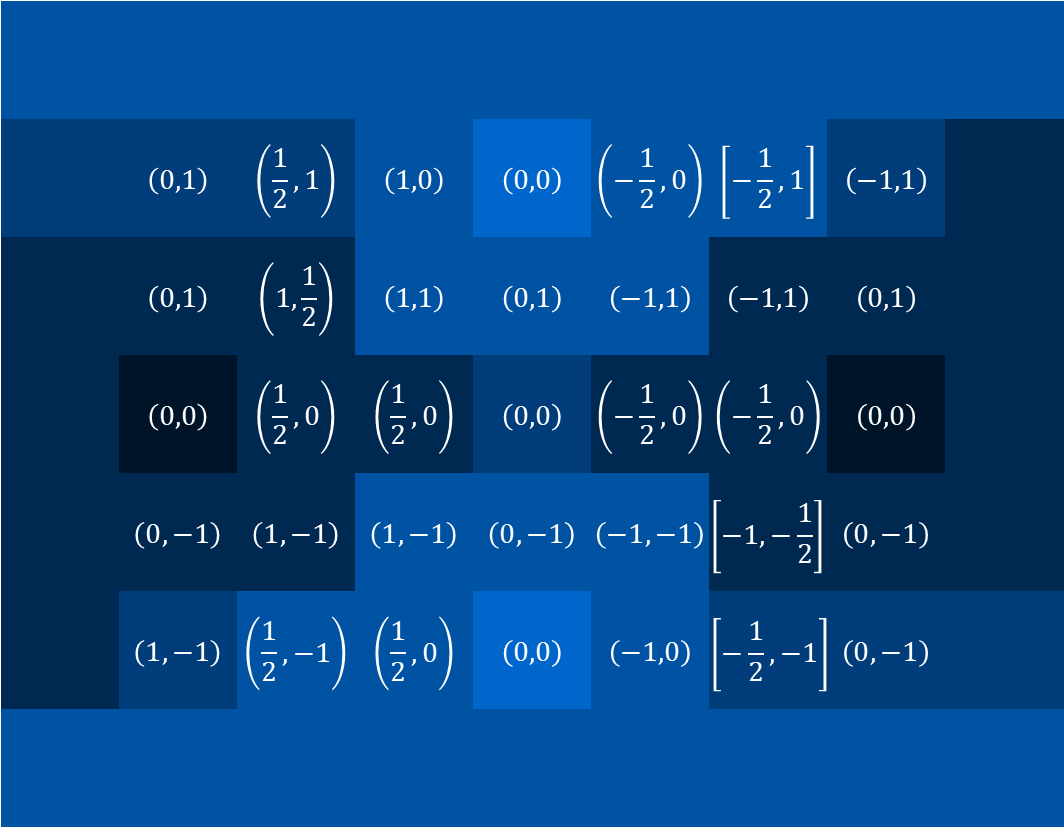 (0,1) (1/2, 1) (1,0) (0,0) (−1/2, 0) [−1/2, 1] (−1,1)
(0,1) (1, 1/2) (1,1) (0,1) (−1,1) (−1,1) (0,1)
(0,0) (1/2, 0) (1/2, 0) (0,0) (−1/2, 0) (−1/2, 0) (0,0)
(0,−1) (1,−1) (1,−1) (0,−1) (−1,−1) [−1,−1/2] (0,−1)
(1,−1) (1/2, −1) (1/2, 0) (0,0) (−1,0) [−1/2, −1] (0,−1)